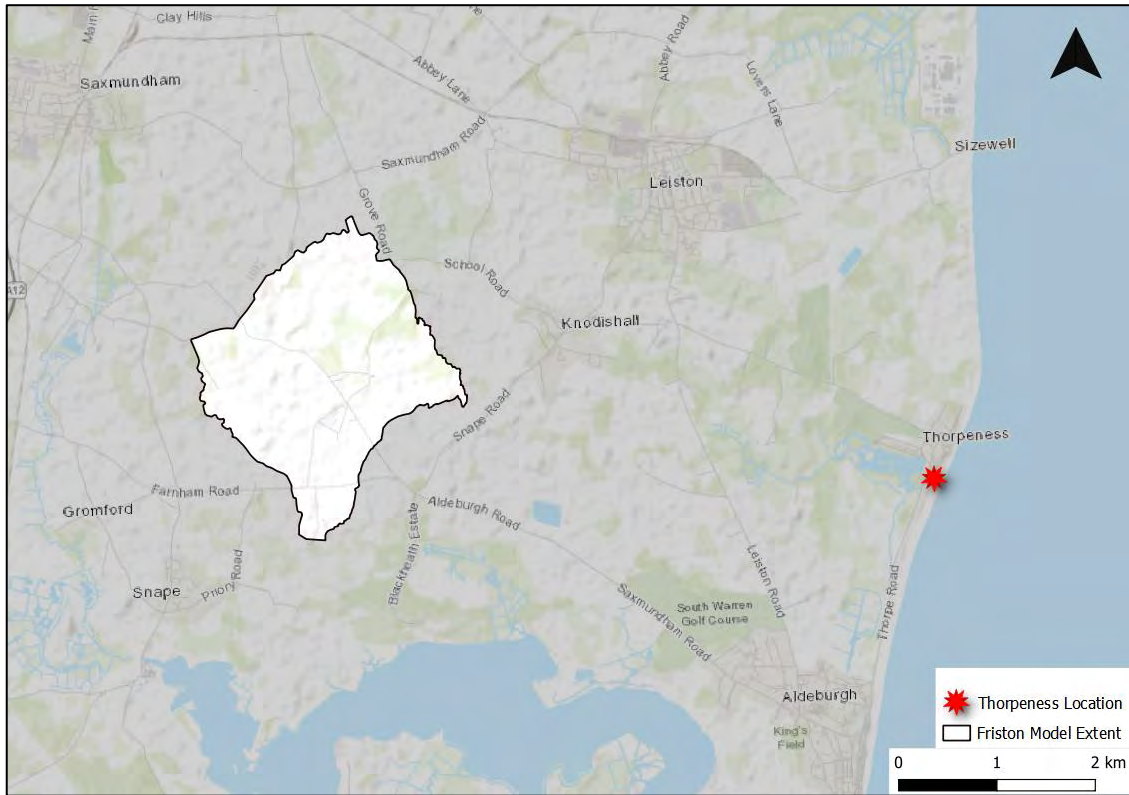 Clay Hills
Saxmundham
Abbey Lane
Abbey Road
Lovers Lane
Sizewell
Saxmundham Road
Leiston
Grove Road
School Road
A12
Knodishall
Snape Road
Thorpeness
Farnham Road
Gromford
Aldeburgh Road
Blackheath Estate
Leiston Road
Snape
Priory Road
Thorpe Road
Saxmundham Road
South Warren
Golf Course
Aldeburgh
King's
Field
Thorpeness Location
Friston Model Extent
0 1 2 km